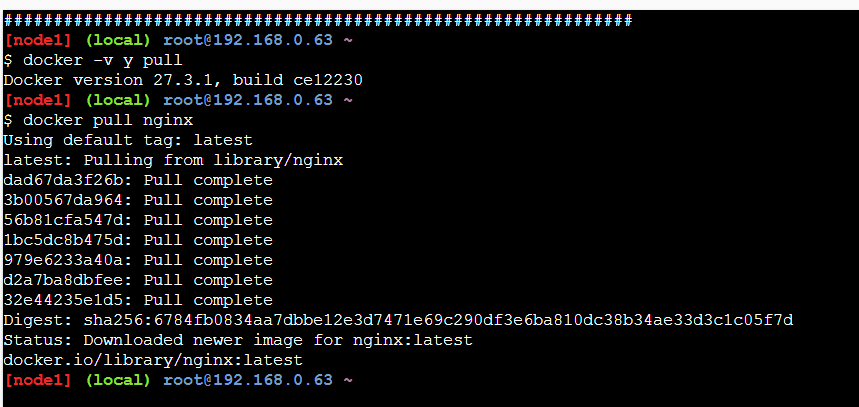 ###############################################################
[node1] (local) root@192.168.0.63 ~
$ docker -v y pull
Docker version 27.3.1, build ce12230
[node1] (local) root@192.168.0.63 ~
$ docker pull nginx
Using default tag: latest
latest: Pulling from library/nginx
dad67da3f26b: Pull complete
3b00567da964: Pull complete
56b81cfa547d: Pull complete
1bc5dc8b475d: Pull complete
979e6233a40a: Pull complete
d2a7ba8dbfee: Pull complete
32e44235e1d5: Pull complete
Digest: sha256:6784fb0834aa7dbbe12e3d7471e69c290df3e6ba810dc38b34ae33d3c1c05f7d
Status: Downloaded newer image for nginx:latest
docker.io/library/nginx:latest
[node1] (local) root@192.168.0.63 ~